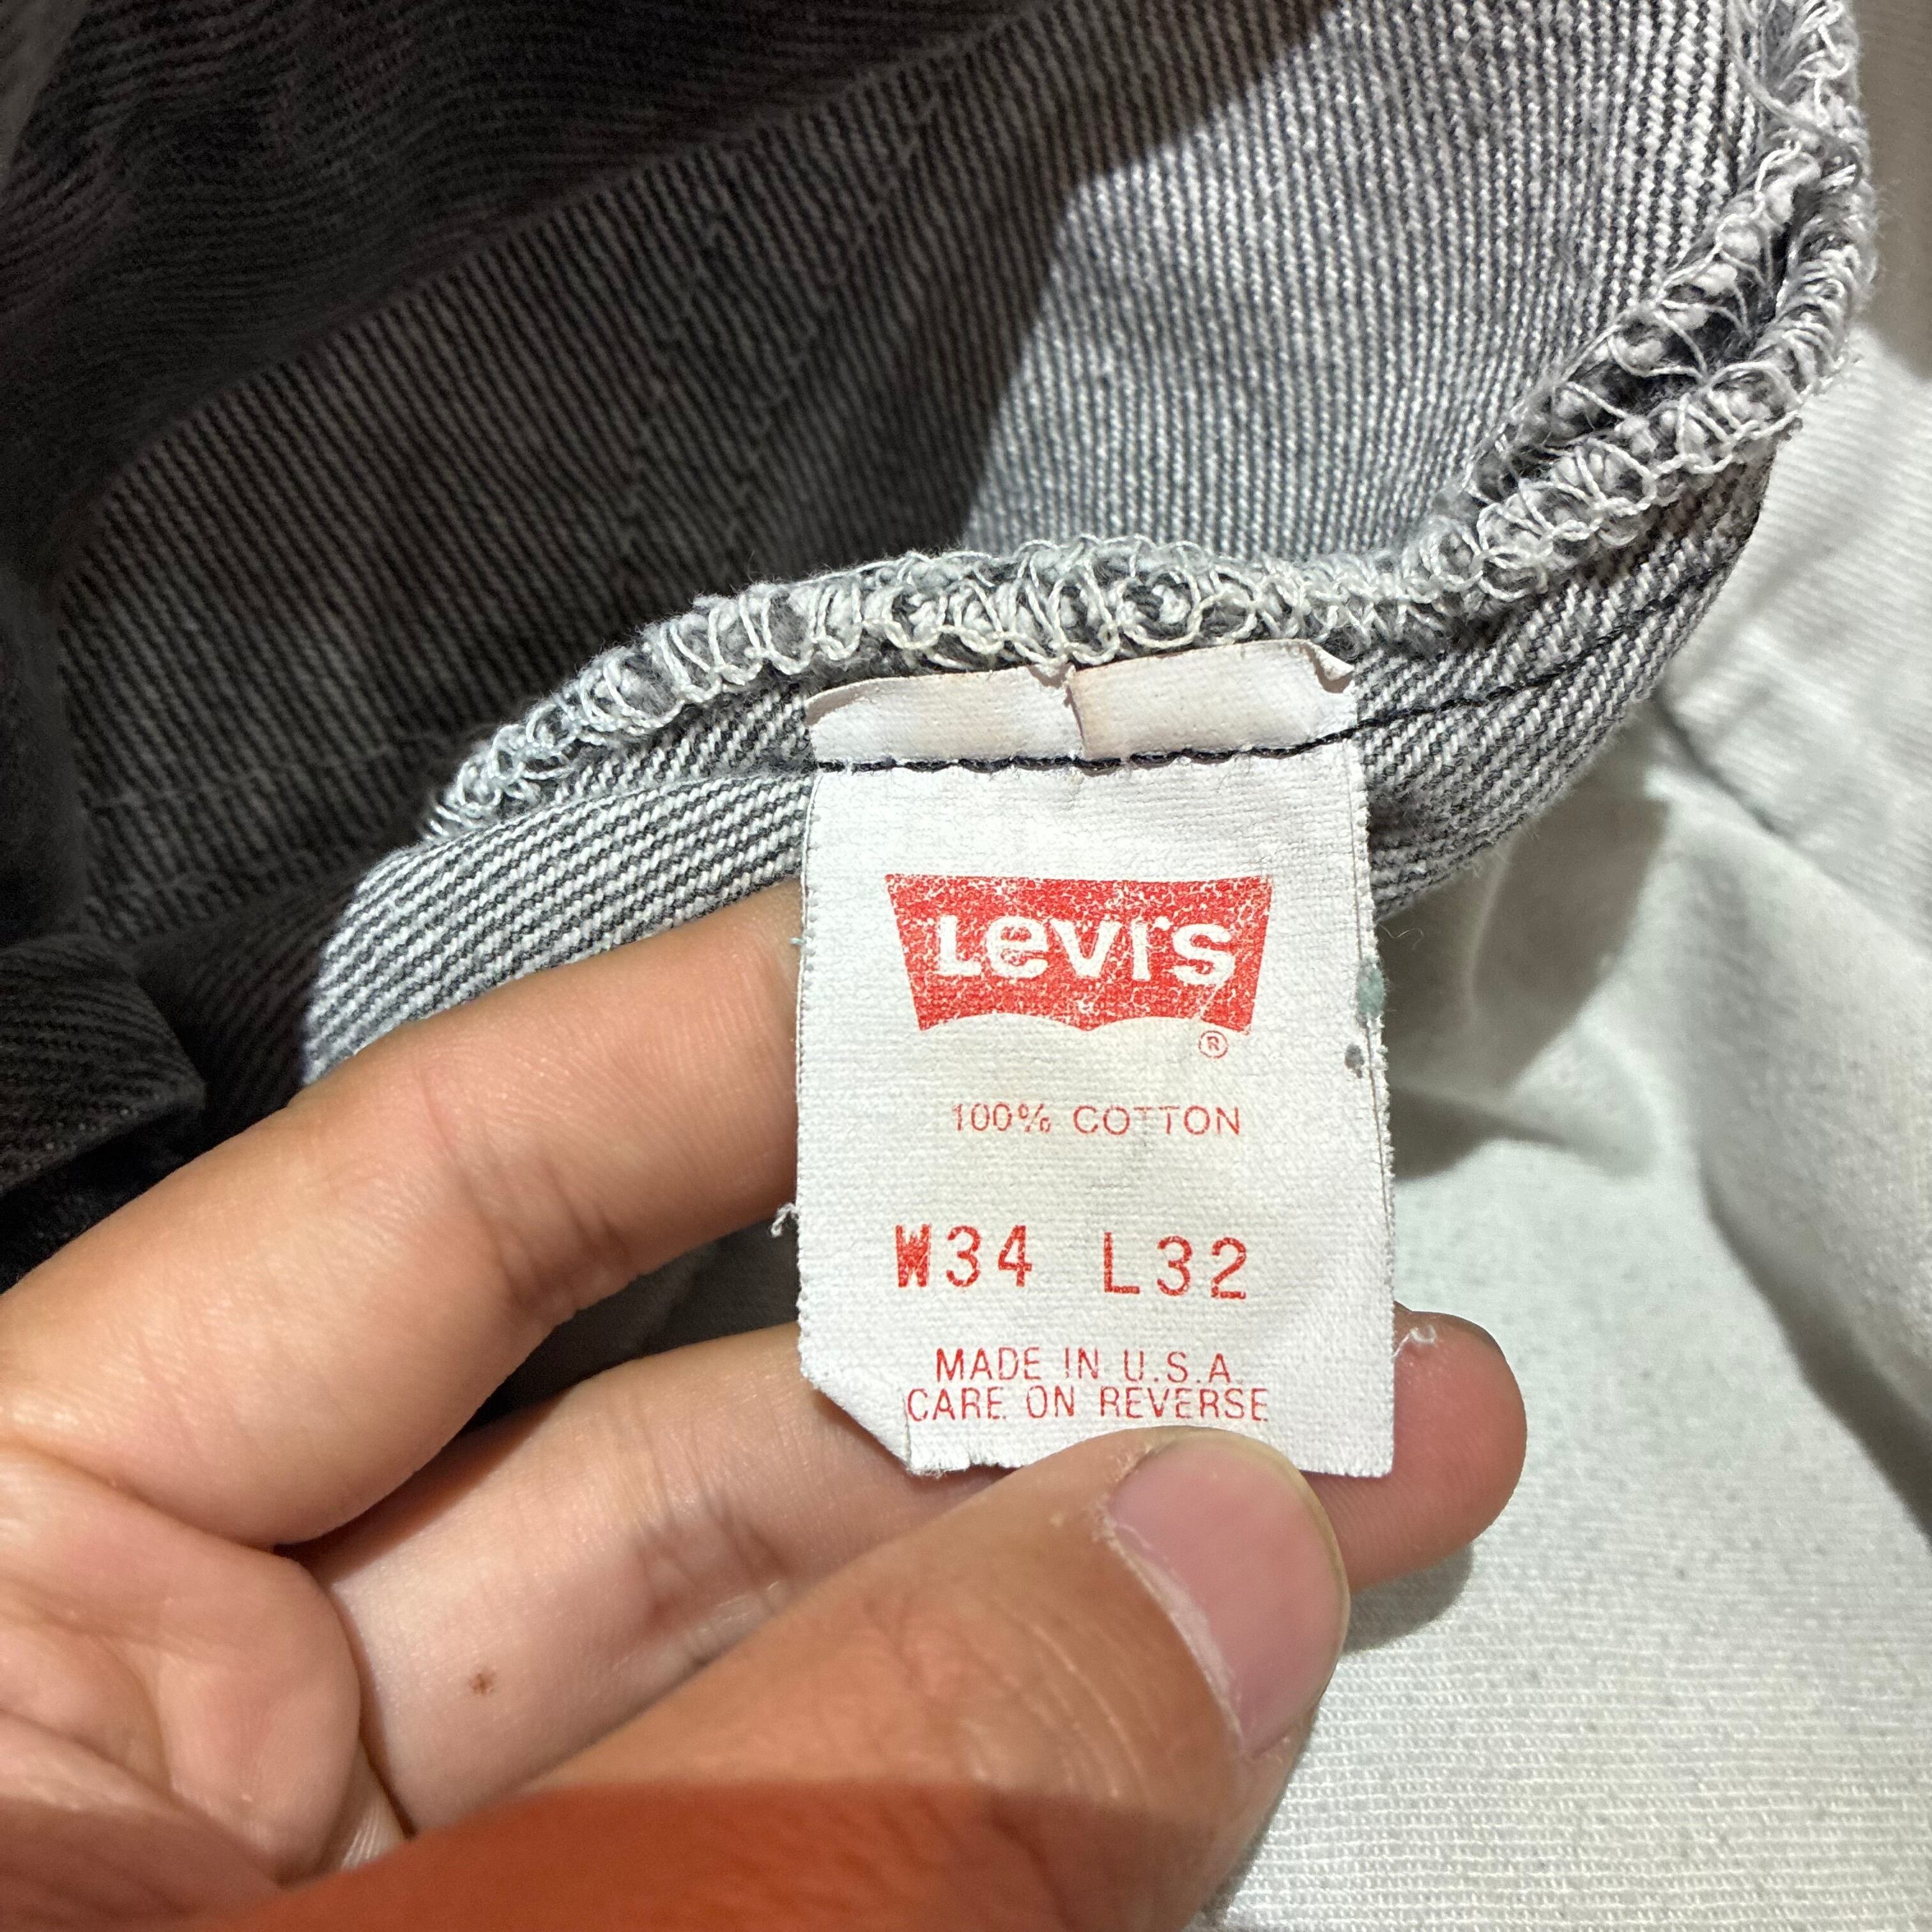 Levi's
®
100% COTTON
W34 L32
MADE IN U.S.A.
CARE ON REVERSE